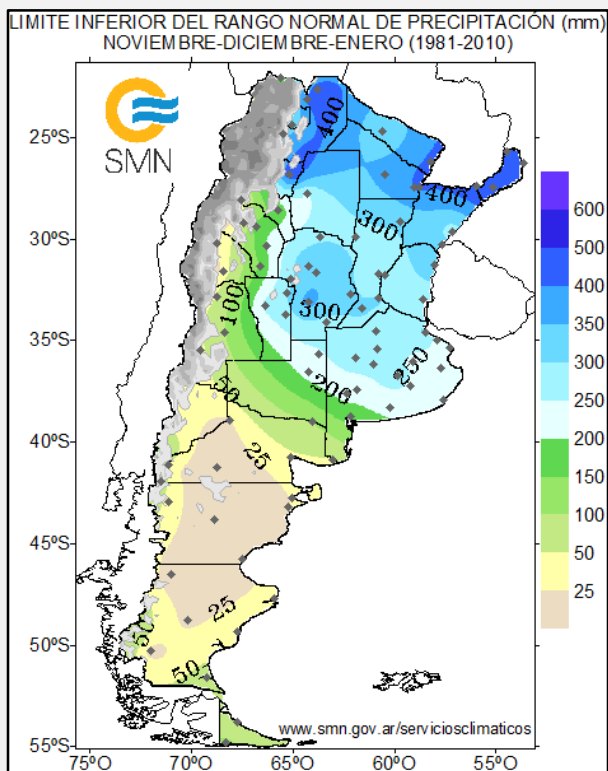 LIMITE INFERIOR DEL RANGO NORMAL DE PRECIPITACIÓN (mm)
NOVIEMBRE-DICIEMBRE-ENERO (1981-2010)
SMN
25ºS
30ºS
35ºS
40ºS
45ºS
50ºS
55ºS
400
400
300
300
100
250
200
50
25
25
50
50
600
500
400
350
300
250
200
150
100
50
25
www.smn.gov.ar/serviciosclimaticos
75ºO 70ºO 65ºO 60ºO 55ºO